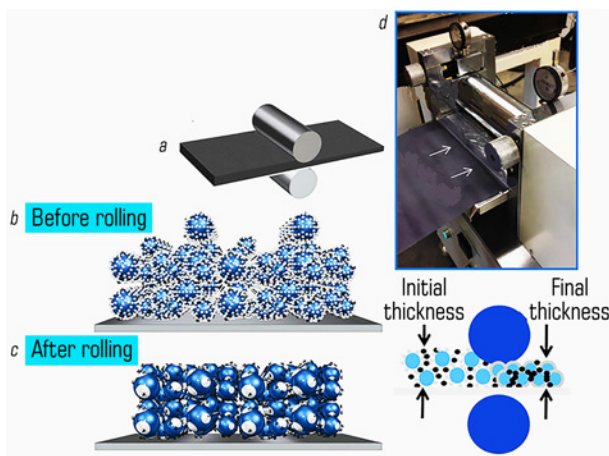 a
b Before rolling
c After rolling
d
Initial thickness
Final thickness